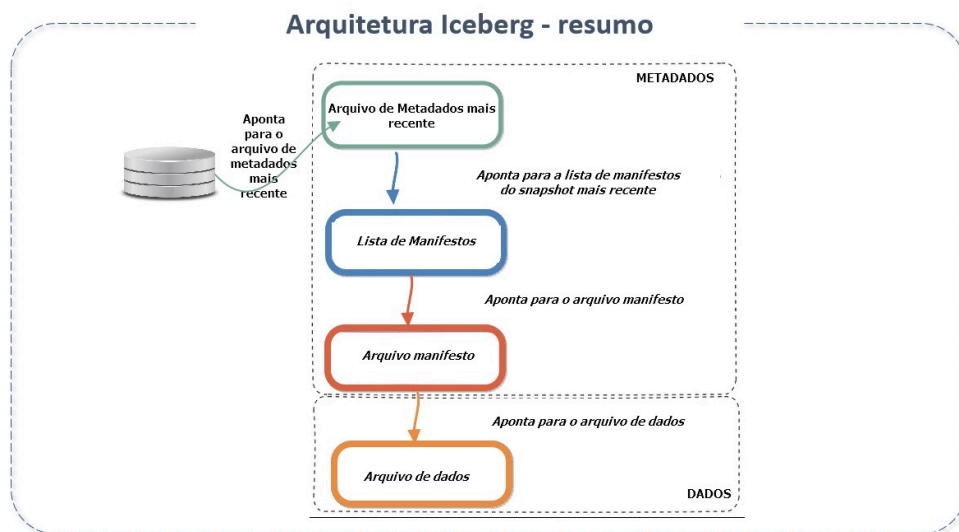 Arquitetura Iceberg - resumo
METADADOS
Arquivo de Metadados mais
recente
Aponta
para o
arquivo de
metadados
mais
recente
Aponta para a lista de manifestos
do snapshot mais recente
Lista de Manifestos
Aponta para o arquivo manifesto
Arquivo manifesto
Aponta para o arquivo de dados
Arquivo de dados
DADOS